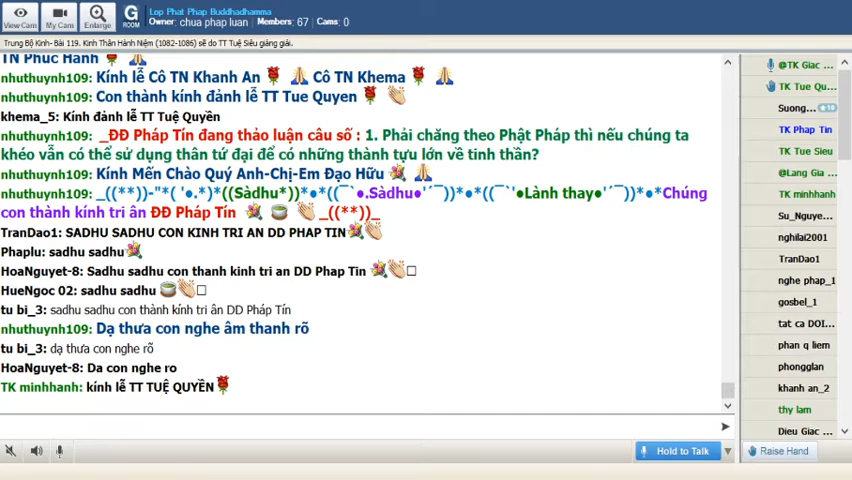 View Cam
My Cam
Enlarge
G
ROOM
Lop Phat Phap Buddhadhamma
Owner: chua phap luan Members: 67 Cams: 0
Trung Bộ Kinh- Bài 119. Kinh Thân Hành Niệm (1082-1086) sẽ do TT Tuệ Siêu giảng giải.
TN Phuc Hanh
nhuthuynh109: Kính lễ Cô TN Khanh An Cô TN Khema
nhuthuynh109: Con thành kính đảnh lễ TT Tue Quyen
khema_5: Kính đảnh lễ TT Tuệ Quyền
nhuthuynh109: _ĐĐ Pháp Tín đang thảo luận câu số : 1. Phải chăng theo Phật Pháp thì nếu chúng ta
khéo vẫn có thể sử dụng thân tứ đại để có những thành tựu lớn về tinh thần?
nhuthuynh109: Kính Mến Chào Quý Anh-Chị-Em Đạo Hữu
nhuthuynh109: _((**))-"*( '●.*)*((Sàdhu*))*●*((¯`●.Sàdhu●'´¯))*●*((¯`'●Lành thay●'´¯))*●*Chúng
con thành kính tri ân ĐĐ Pháp Tín _((**))_
TranDao1: SADHU SADHU CON KINH TRI AN DD PHAP TIN
Phaplu: sadhu sadhu
HoaNguyet-8: Sadhu sadhu con thanh kinh tri an DD Phap Tin
HueNgoc 02: sadhu sadhu
tu bi_3: sadhu sadhu con thành kính tri ân DD Pháp Tín
nhuthuynh109: Dạ thưa con nghe âm thanh rõ
tu bi_3: dạ thưa con nghe rõ
HoaNguyet-8: Da con nghe ro
TK minhhanh: kính lễ TT TUỆ QUYỀN
Hold to Talk
@TK Giac ...
TK Tue Qu...
Suong... 10
TK Phap Tin
TK Tue Sieu
@Lang Gia ...
TK minhhanh
Su_Nguye...
nghilai2001
TranDao1
nghe phap_1
gosbel_1
tat ca DOI...
phan q liem
phongglan
khanh an_2
thy lam
Dieu Giac ...
Raise Hand